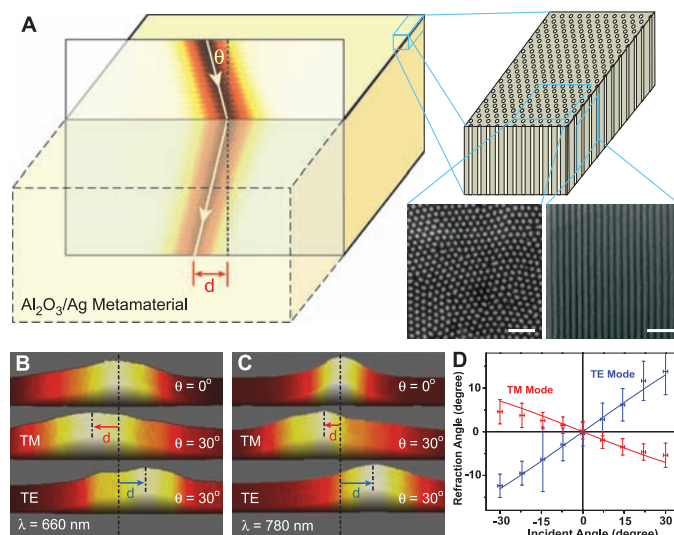 A
θ
d
Al₂O₃/Ag Metamaterial
B
θ = 0°
TM
d
θ = 30°
TE
d
θ = 30°
λ = 660 nm
C
θ = 0°
TM
d
θ = 30°
TE
d
θ = 30°
λ = 780 nm
D
TE Mode
TM Mode
Refraction Angle (degree)
10
0
-10
-30
-15
0
15
30
Incident Angle (degree)